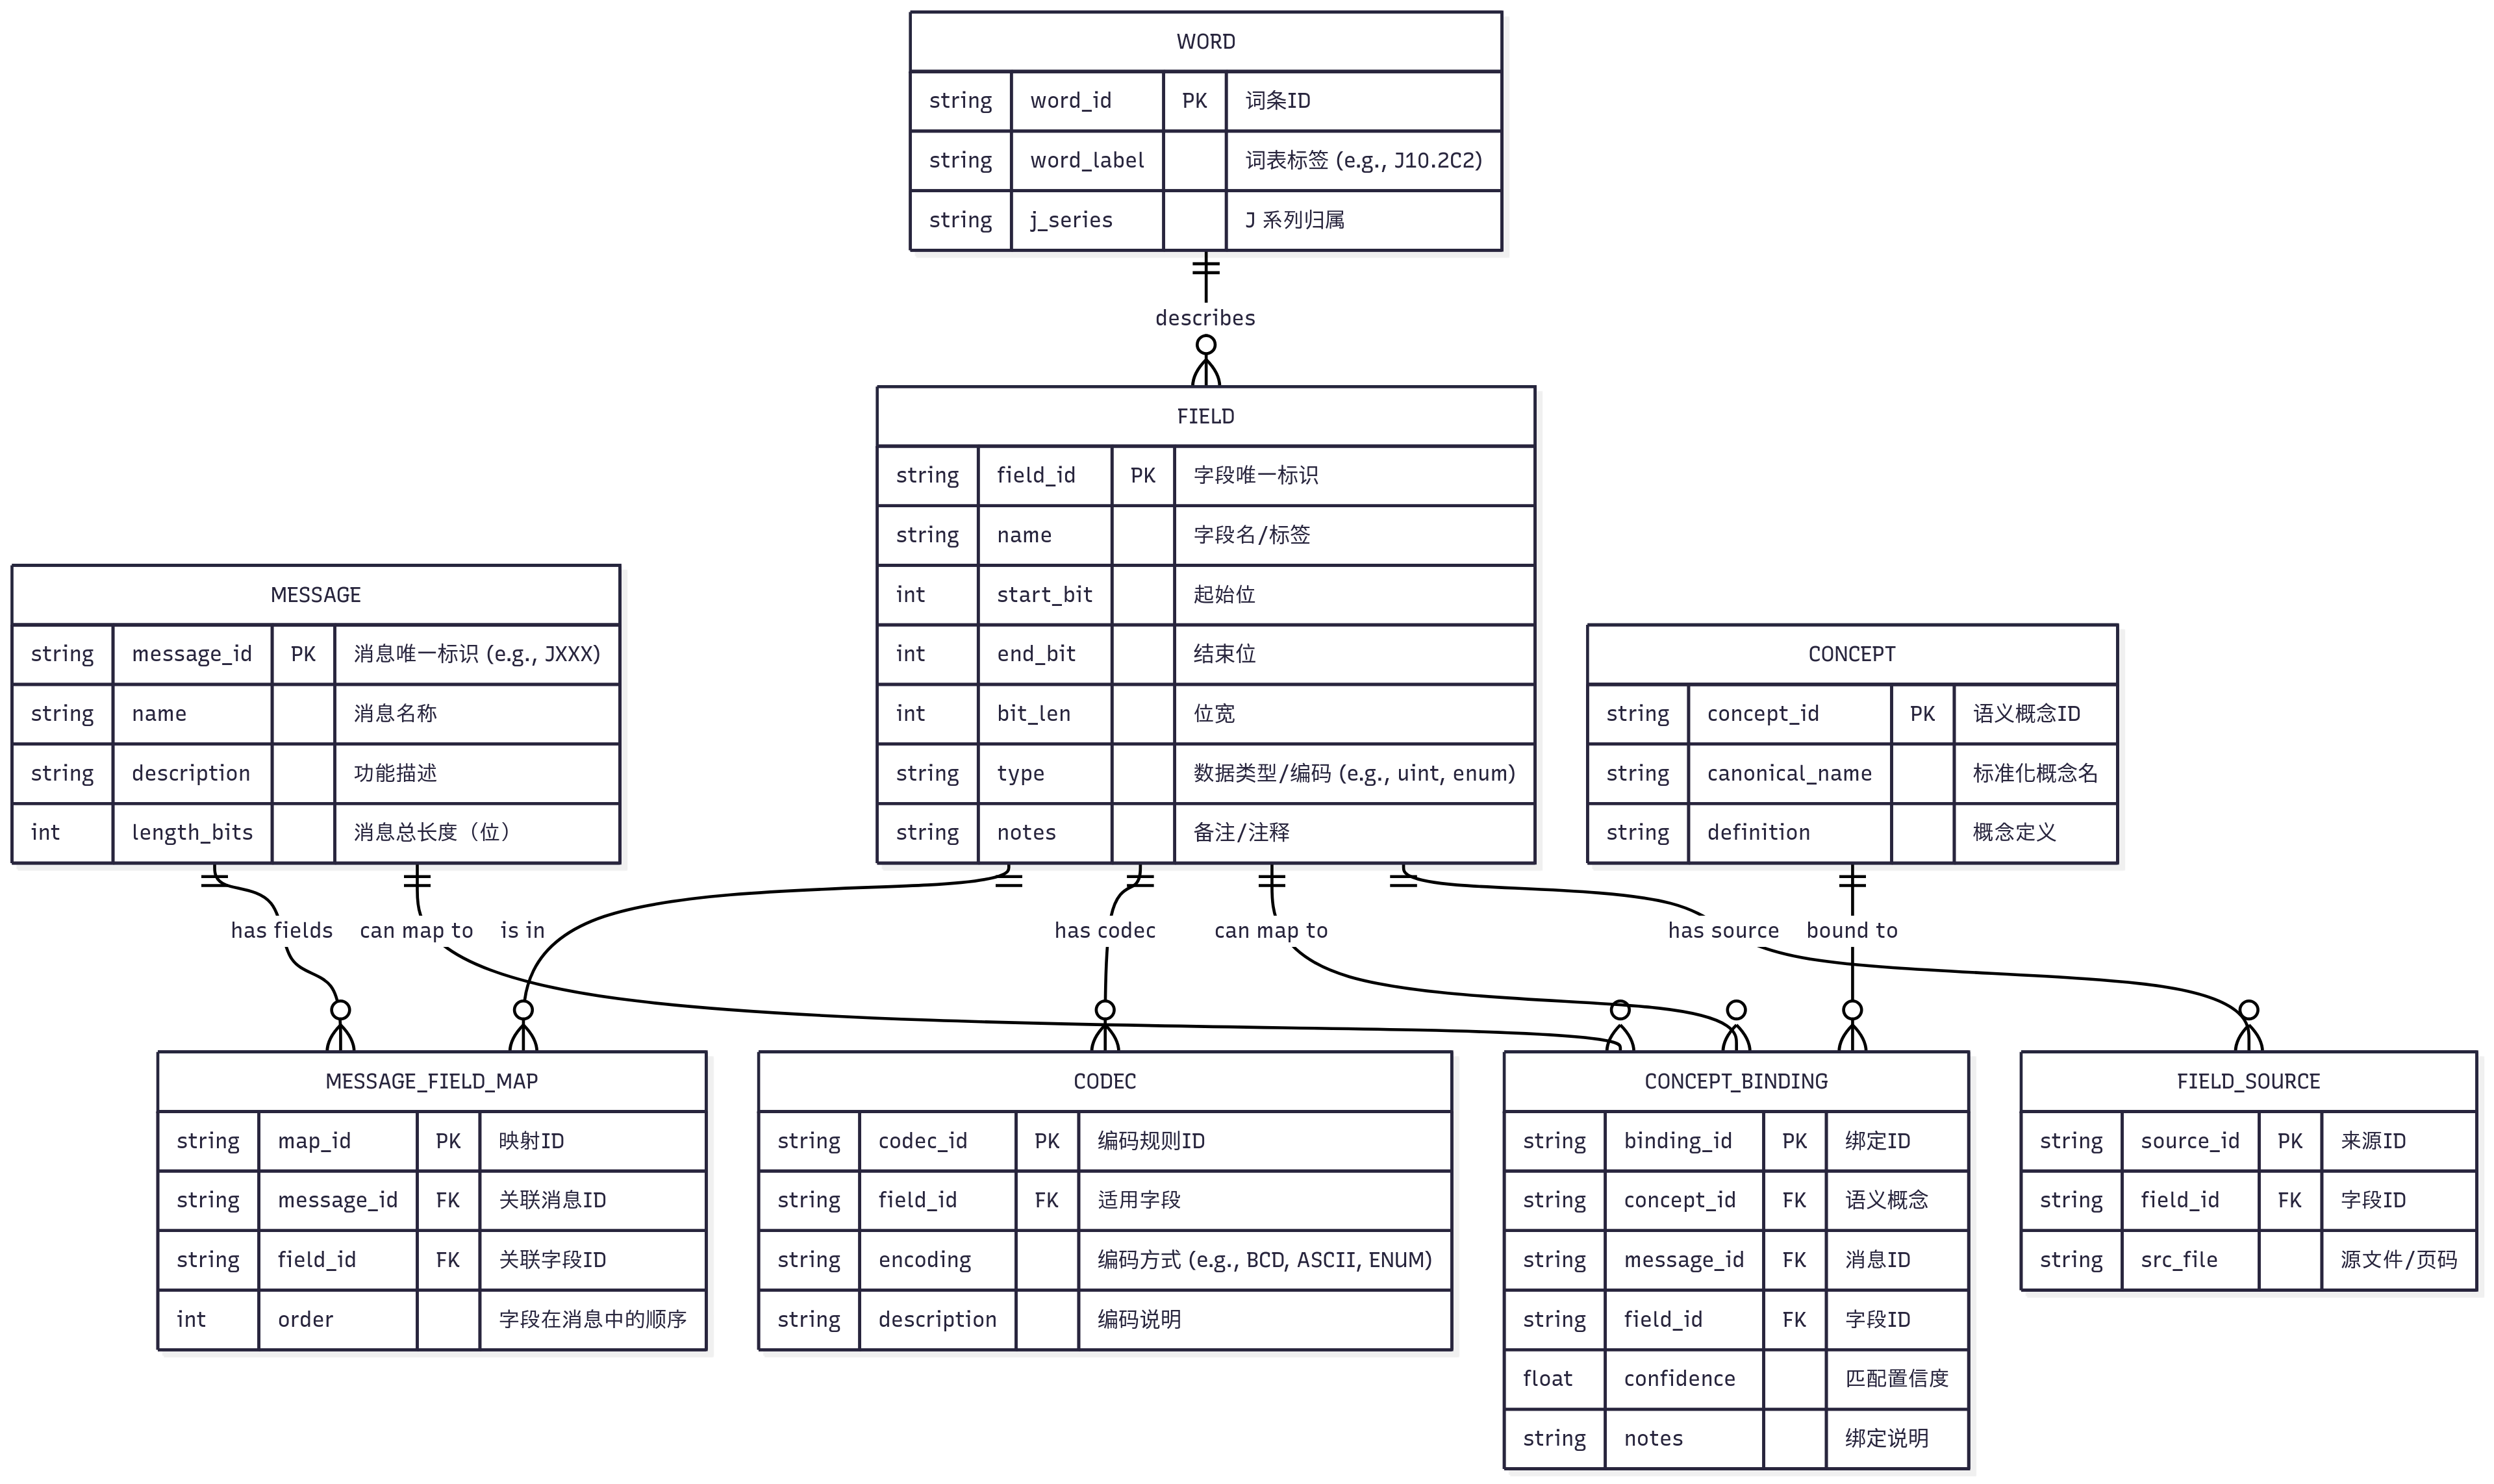 WORD
string word_id PK 词条ID
string word_label 词表标签 (e.g., J10.2C2)
string j_series J 系列归属
describes
FIELD
string field_id PK 字段唯一标识
string name 字段名/标签
int start_bit 起始位
int end_bit 结束位
int bit_len 位宽
string type 数据类型/编码 (e.g., uint, enum)
string notes 备注/注释
MESSAGE
string message_id PK 消息唯一标识 (e.g., JXXX)
string name 消息名称
string description 功能描述
int length_bits 消息总长度（位）
CONCEPT
string concept_id PK 语义概念ID
string canonical_name 标准化概念名
string definition 概念定义
has fields
can map to
is in
has codec
can map to
has source
bound to
MESSAGE_FIELD_MAP
string map_id PK 映射ID
string message_id FK 关联消息ID
string field_id FK 关联字段ID
int order 字段在消息中的顺序
CODEC
string codec_id PK 编码规则ID
string field_id FK 适用字段
string encoding 编码方式 (e.g., BCD, ASCII, ENUM)
string description 编码说明
CONCEPT_BINDING
string binding_id PK 绑定ID
string concept_id FK 语义概念
string message_id FK 消息ID
string field_id FK 字段ID
float confidence 匹配置信度
string notes 绑定说明
FIELD_SOURCE
string source_id PK 来源ID
string field_id FK 字段ID
string src_file 源文件/页码